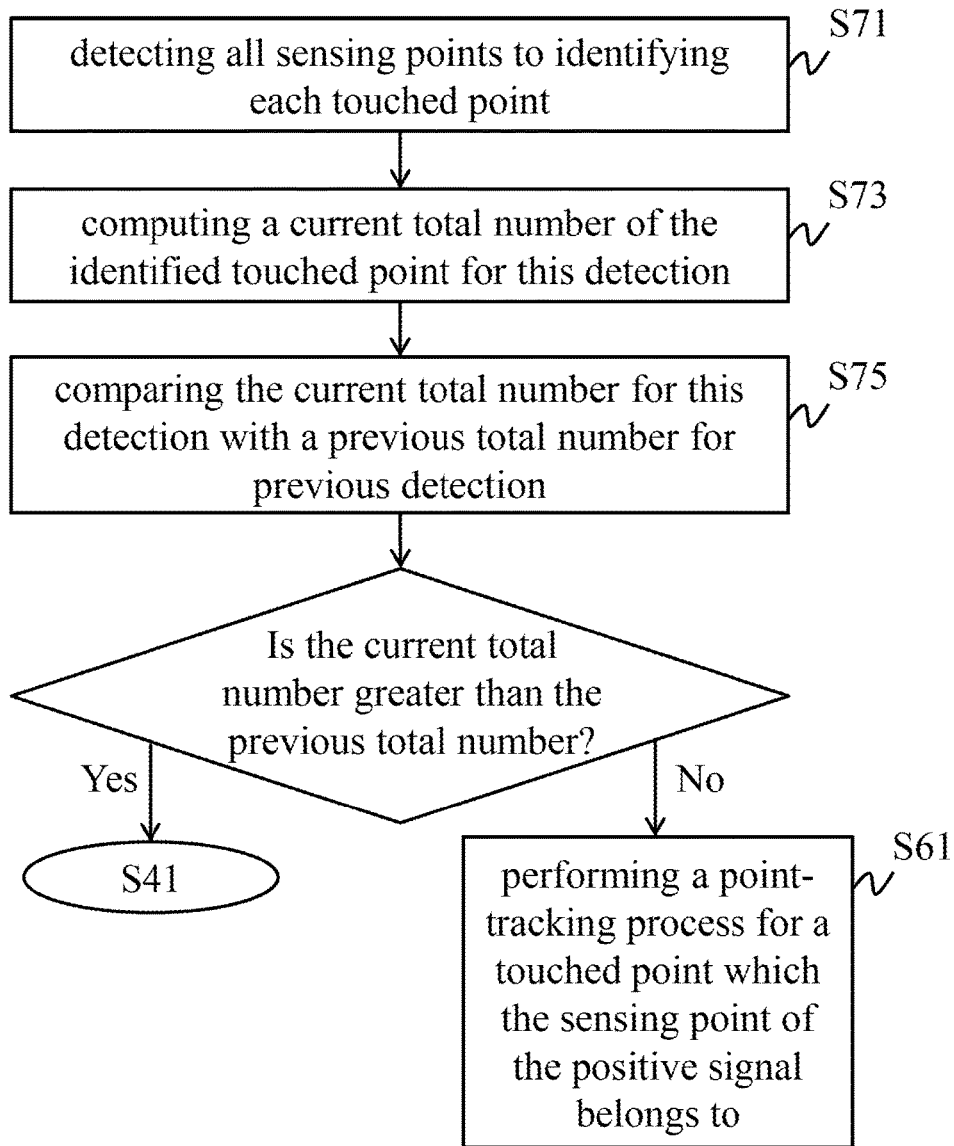 S71
detecting all sensing points to identifying
each touched point
S73
computing a current total number of the
identified touched point for this detection
S75
comparing the current total number for this
detection with a previous total number for
previous detection
Is the current total
number greater than the
previous total number?
Yes
No
S41
S61
performing a point-
tracking process for a
touched point which
the sensing point of
the positive signal
belongs to